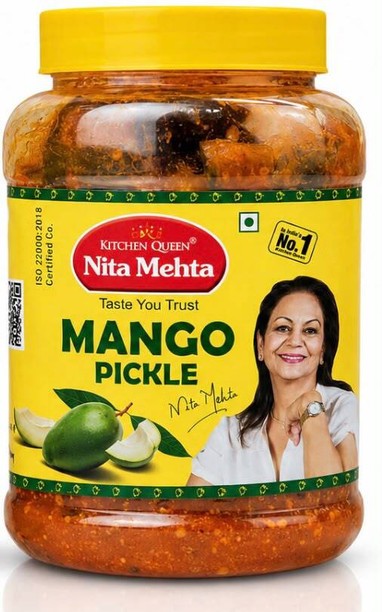 ISO 22000:2018
Certified Co.
KITCHEN QUEEN®
Nita Mehta
Taste You Trust
No. 1
MANGO
PICKLE
Nita Mehta